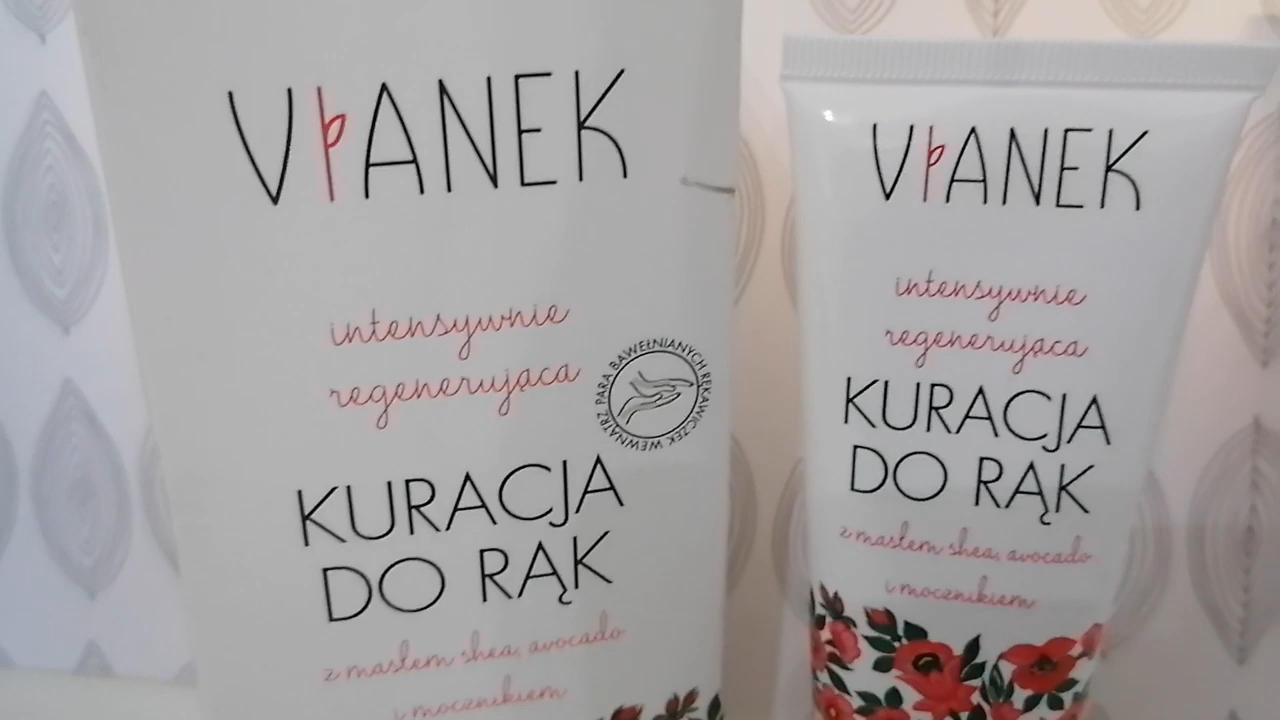 VIANEK
intensywnie
regenerująca
WEWNĄTRZ PARA BAWEŁNIANYCH RĘKAWICZEK
KURACJA
DO RĄK
z masłem shea, avocado
i mocznikiem
VIANEK
intensywnie
regenerująca
KURACJA
DO RĄK
z masłem shea, avocado
i mocznikiem